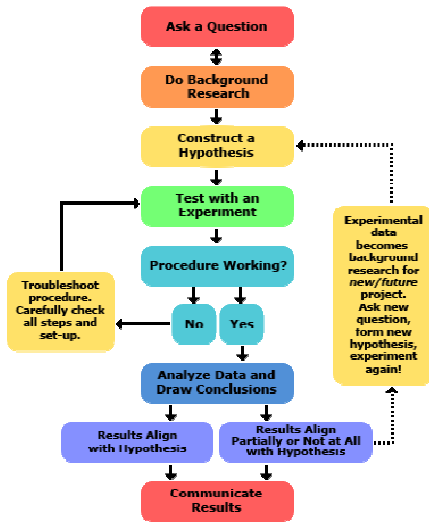 Ask a Question
Do Background
Research
Construct a
Hypothesis
Test with an
Experiment
Procedure Working?
No
Yes
Troubleshoot
procedure.
Carefully check
all steps and
set-up.
Experimental
data
becomes
background
research for
new/future
project.
Ask new
question,
form new
hypothesis,
experiment
again!
Analyze Data and
Draw Conclusions
Results Align
with Hypothesis
Results Align
Partially or Not at All
with Hypothesis
Communicate
Results